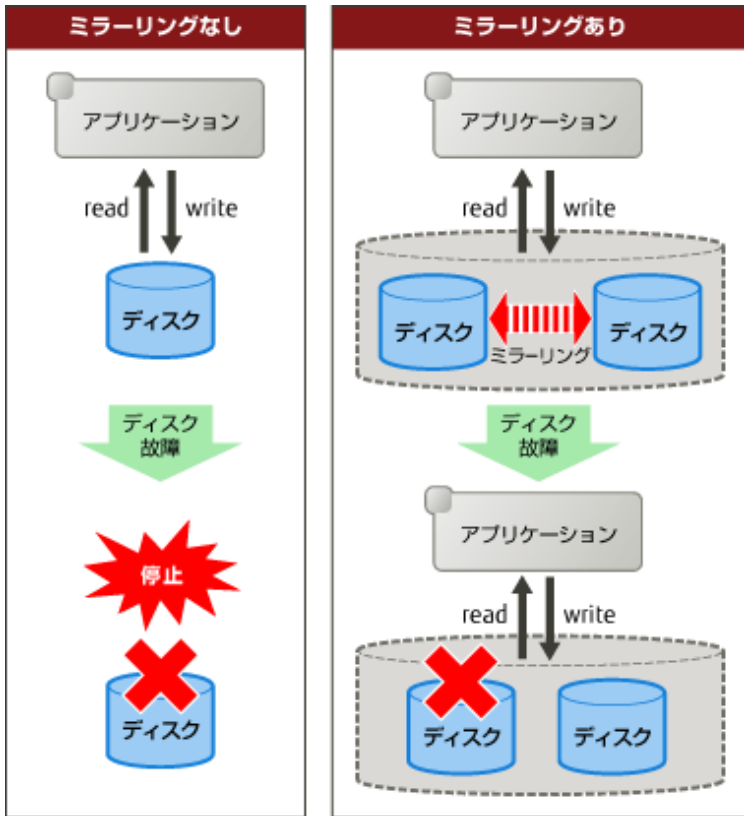 ミラーリングなし
アプリケーション
read write
ディスク
ディスク
故障
停止
ディスク
ミラーリングあり
アプリケーション
read write
ディスク ディスク
ミラーリング
ディスク
故障
アプリケーション
read write
ディスク ディスク